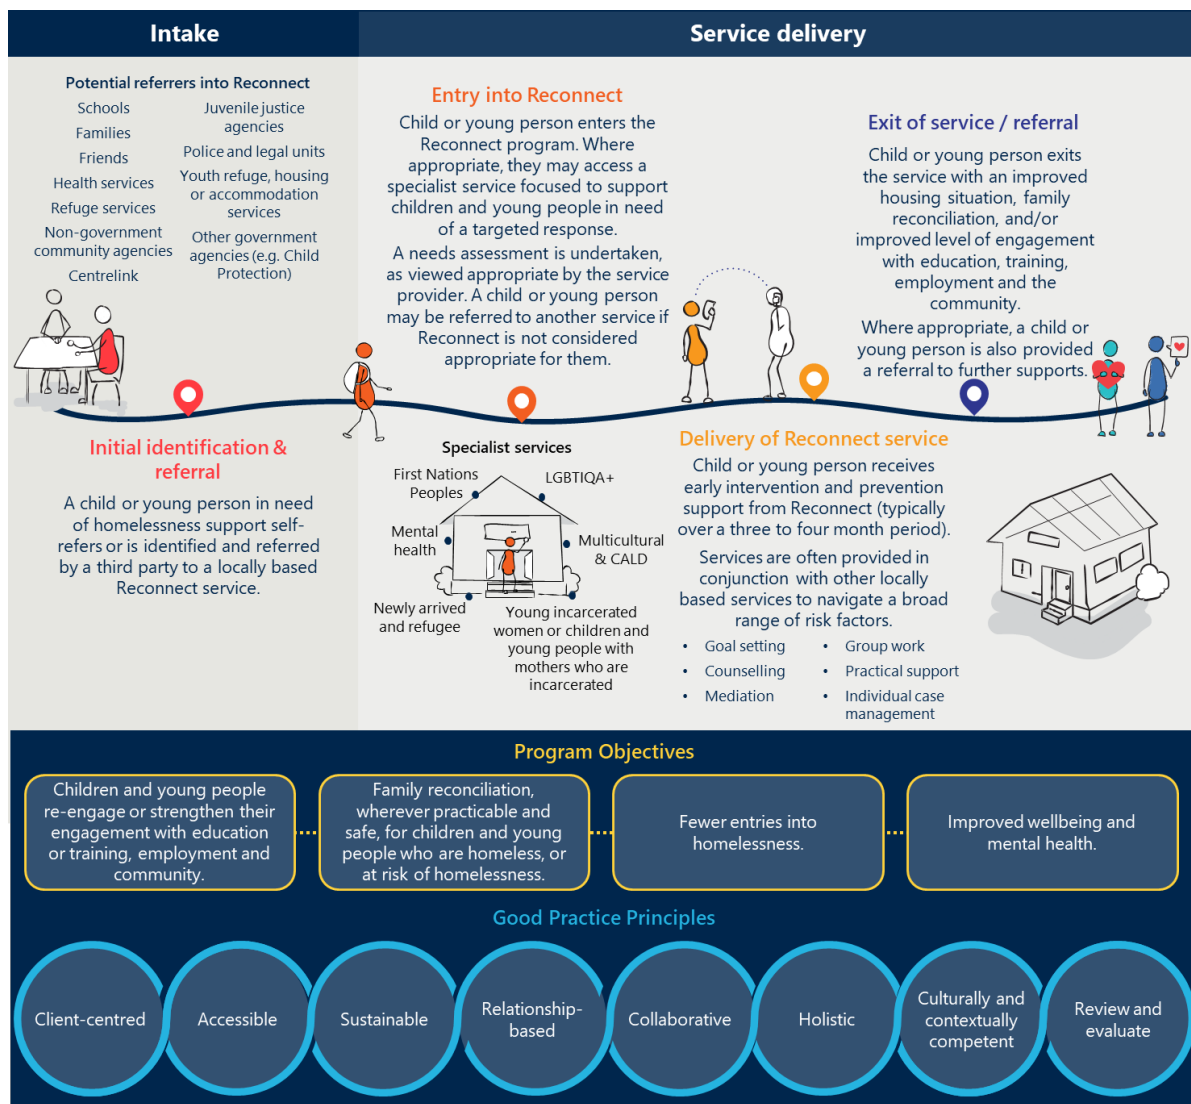 Intake
Service delivery
Potential referrers into Reconnect
Schools
Families
Friends
Health services
Refuge services
Non-government
community agencies
Centrelink
Juvenile justice
agencies
Police and legal units
Youth refuge, housing
or accommodation
services
Other government
agencies (e.g. Child
Protection)
Entry into Reconnect
Child or young person enters the
Reconnect program. Where
appropriate, they may access a
specialist service focused to support
children and young people in need
of a targeted response.
A needs assessment is undertaken,
as viewed appropriate by the service
provider. A child or young person
may be referred to another service if
Reconnect is not considered
appropriate for them.
Exit of service / referral
Child or young person exits
the service with an improved
housing situation, family
reconciliation, and/or
improved level of engagement
with education, training,
employment and the
community.
Where appropriate, a child or
young person is also provided
a referral to further supports.
Initial identification &
referral
A child or young person in need
of homelessness support self-
refers or is identified and referred
by a third party to a locally based
Reconnect service.
Specialist services
First Nations
Peoples
LGBTIQA+
Mental
health
Multicultural
& CALD
Newly arrived
and refugee
Young incarcerated
women or children and
young people with
mothers who are
incarcerated
Delivery of Reconnect service
Child or young person receives
early intervention and prevention
support from Reconnect (typically
over a three to four month period).
Services are often provided in
conjunction with other locally
based services to navigate a broad
range of risk factors.
• Goal setting
• Counselling
• Mediation
• Group work
• Practical support
• Individual case
management
Program Objectives
Children and young people
re-engage or strengthen their
engagement with education
or training, employment and
community.
Family reconciliation,
wherever practicable and
safe, for children and young
people who are homeless, or
at risk of homelessness.
Fewer entries into
homelessness.
Improved wellbeing and
mental health.
Good Practice Principles
Client-centred
Accessible
Sustainable
Relationship-
based
Collaborative
Holistic
Culturally and
contextually
competent
Review and
evaluate